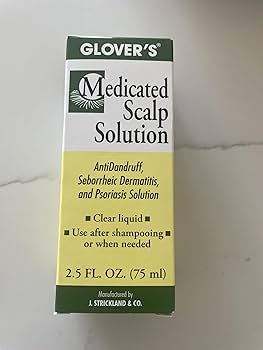 GLOVER'S®
Medicated
Scalp
Solution
AntiDandruff,
Seborrheic Dermatitis,
and Psoriasis Solution
■ Clear liquid ■
■ Use after shampooing ■
or when needed
2.5 FL. OZ. (75 ml)
Manufactured by
J. STRICKLAND & CO.